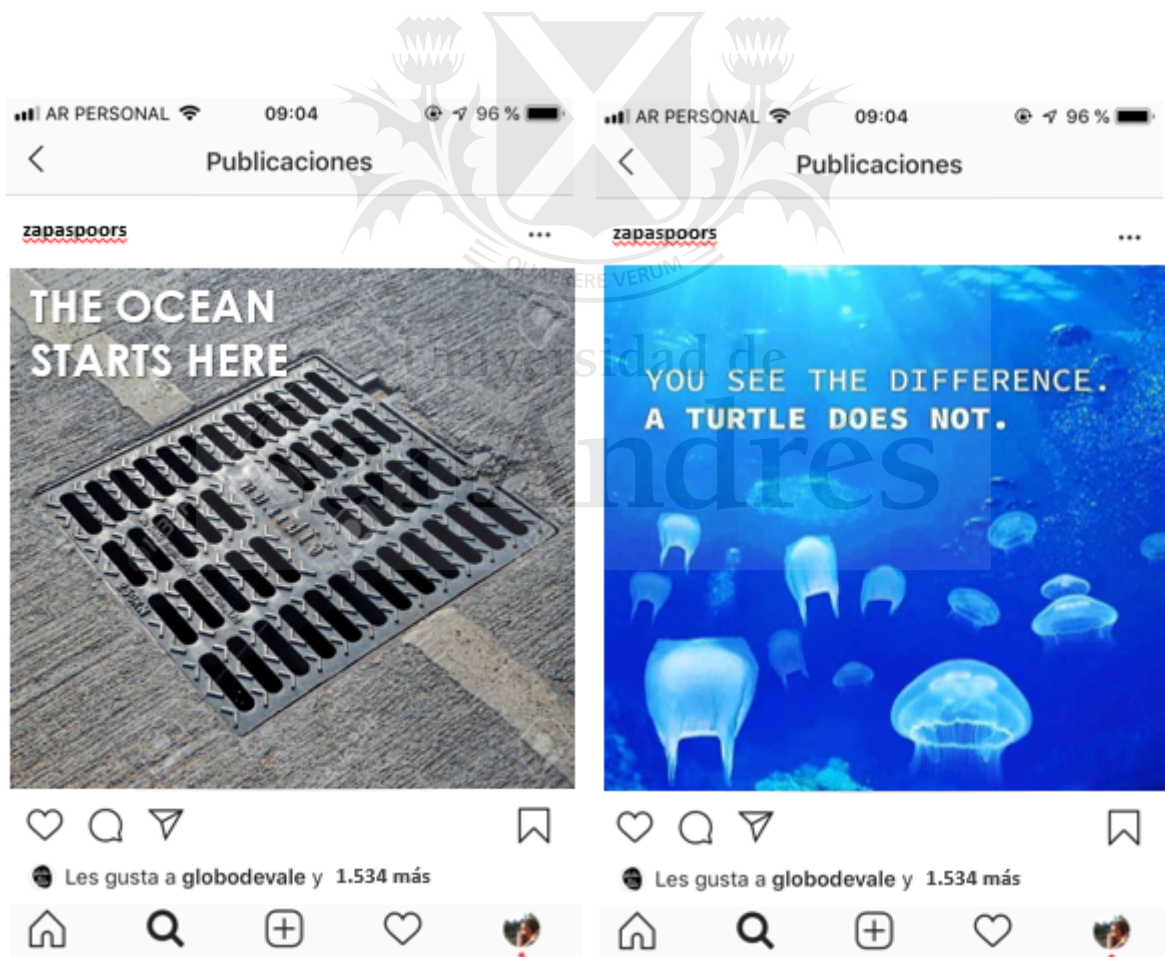 AR PERSONAL 09:04 96 %
Publicaciones
zapaspoors
THE OCEAN
STARTS HERE
Les gusta a globodevale y 1.534 más
AR PERSONAL 09:04 96 %
Publicaciones
zapaspoors
YOU SEE THE DIFFERENCE.
A TURTLE DOES NOT.
Les gusta a globodevale y 1.534 más
QUAERERE VERUM
Universidad de
San Andres